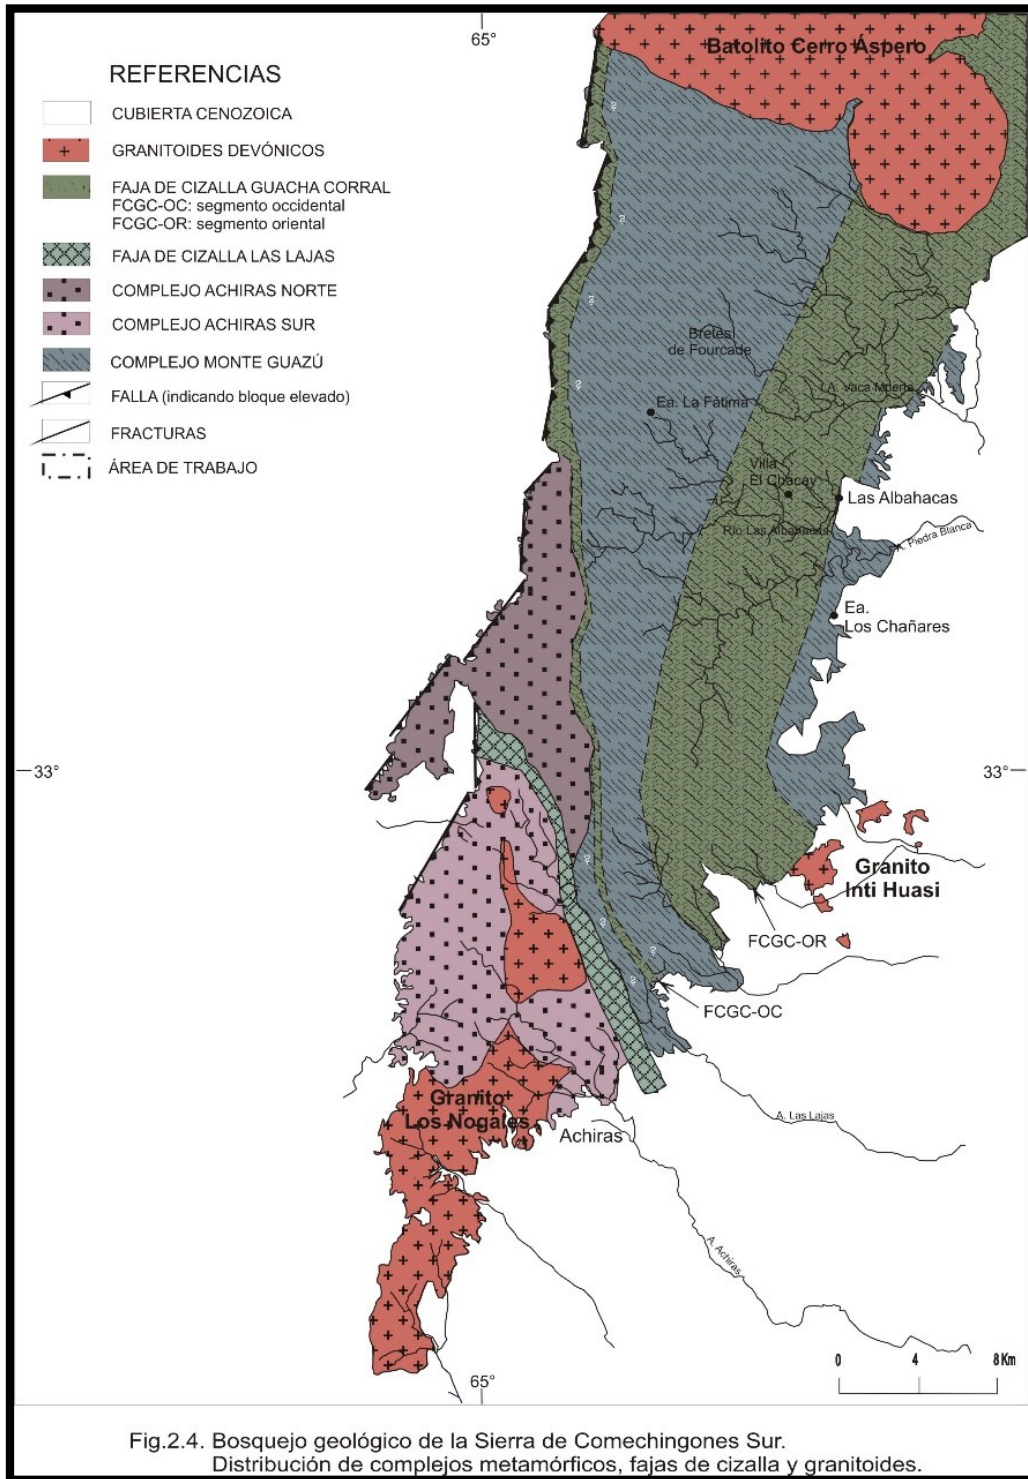 65°
Batolito Cerro Áspero
REFERENCIAS
CUBIERTA CENOZOICA
GRANITOIDES DEVÓNICOS
FAJA DE CIZALLA GUACHA CORRAL
FCGC-OC: segmento occidental
FCGC-OR: segmento oriental
FAJA DE CIZALLA LAS LAJAS
COMPLEJO ACHIRAS NORTE
COMPLEJO ACHIRAS SUR
COMPLEJO MONTE GUAZÚ
FALLA (indicando bloque elevado)
FRACTURAS
ÁREA DE TRABAJO
?
?
?
?
Bretes
de Fourcade
Ea. La Fátima
Vaca Muerta
Villa
El Chacay
Las Albahacas
Río Las Albahacas
A. Piedra Blanca
Ea.
Los Chañares
33°
33°
Granito
Inti Huasi
?
?
?
?
FCGC-OR
FCGC-OC
Granito
Los Nogales
Achiras
A. Las Lajas
A. Achiras
0 4 8 Km
65°
Fig.2.4. Bosquejo geológico de la Sierra de Comechingones Sur.
Distribución de complejos metamórficos, fajas de cizalla y granitoides.